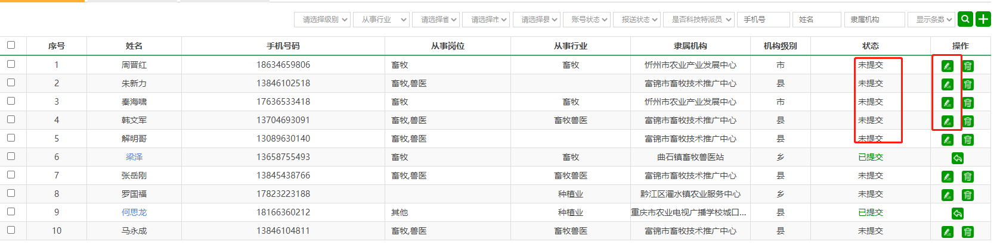 请选择级别 从事行业 请选择省 请选择市 请选择县 账号状态 报送状态 是否科技特派员 手机号 姓名 隶属机构 显示条数
序号 姓名 手机号码 从事岗位 从事行业 隶属机构 机构级别 状态 操作
1 周晋红 18634659806 畜牧 畜牧 忻州市农业产业发展中心 市 未提交
2 朱新力 13846102518 畜牧,兽医 富锦市畜牧技术推广中心 县 未提交
3 秦海啸 17636533418 畜牧 畜牧 忻州市农业产业发展中心 市 未提交
4 韩文军 13704693091 畜牧,兽医 畜牧兽医 富锦市畜牧技术推广中心 县 未提交
5 解明哥 13089630140 畜牧,兽医 富锦市畜牧技术推广中心 县 未提交
6 梁泽 13658755493 畜牧 畜牧 曲石镇畜牧兽医站 乡 已提交
7 张岳刚 13845438766 畜牧,兽医 畜牧兽医 富锦市畜牧技术推广中心 县 未提交
8 罗国福 17823223188 种植业 黔江区濯水镇农业服务中心 乡 未提交
9 何思龙 18166360212 其他 种植业 重庆市农业电视广播学校城口... 县 已提交
10 马永成 13846104811 畜牧,兽医 畜牧兽医 富锦市畜牧技术推广中心 县 未提交